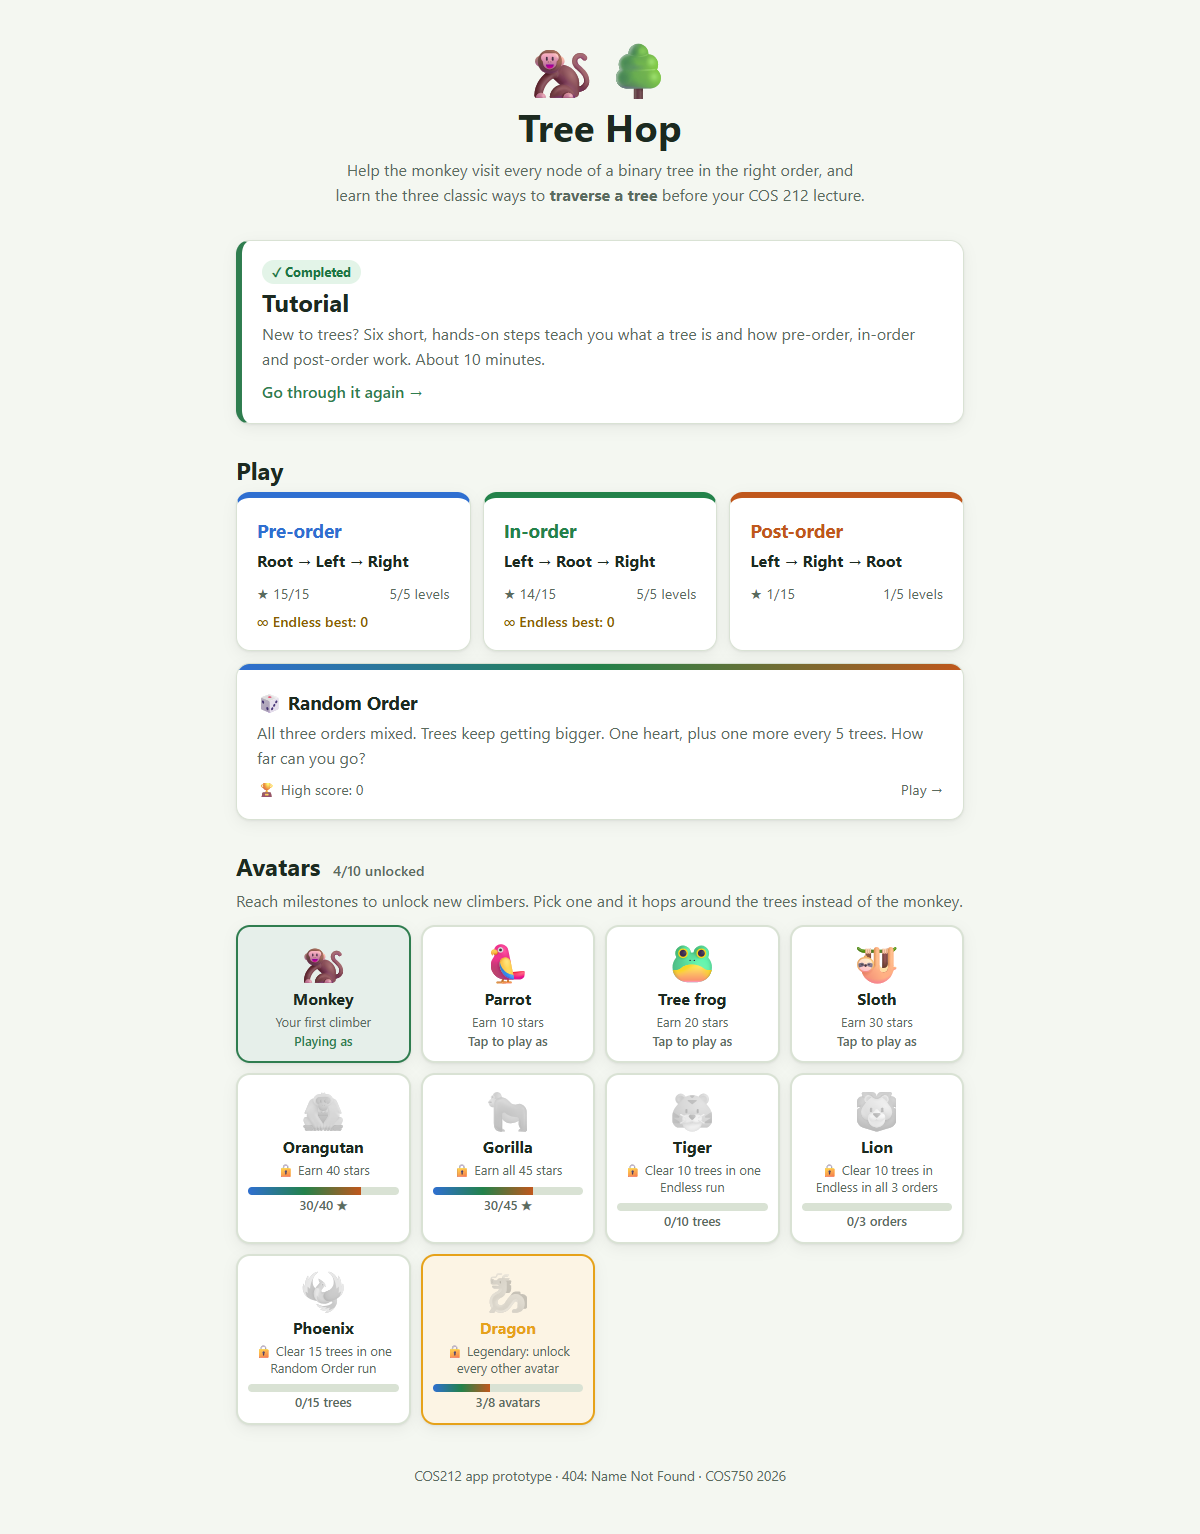 Tree Hop
Help the monkey visit every node of a binary tree in the right order, and
learn the three classic ways to traverse a tree before your COS 212 lecture.
✓ Completed
Tutorial
New to trees? Six short, hands-on steps teach you what a tree is and how pre-order, in-order
and post-order work. About 10 minutes.
Go through it again →
Play
Pre-order
Root → Left → Right
★ 15/15 5/5 levels
∞ Endless best: 0
In-order
Left → Root → Right
★ 14/15 5/5 levels
∞ Endless best: 0
Post-order
Left → Right → Root
★ 1/15 1/5 levels
Random Order
All three orders mixed. Trees keep getting bigger. One heart, plus one more every 5 trees. How
far can you go?
High score: 0 Play →
Avatars 4/10 unlocked
Reach milestones to unlock new climbers. Pick one and it hops around the trees instead of the monkey.
Monkey
Your first climber
Playing as
Parrot
Earn 10 stars
Tap to play as
Tree frog
Earn 20 stars
Tap to play as
Sloth
Earn 30 stars
Tap to play as
Orangutan
Earn 40 stars
30/40 ★
Gorilla
Earn all 45 stars
30/45 ★
Tiger
Clear 10 trees in one
Endless run
0/10 trees
Lion
Clear 10 trees in
Endless in all 3 orders
0/3 orders
Phoenix
Clear 15 trees in one
Random Order run
0/15 trees
Dragon
Legendary: unlock
every other avatar
3/8 avatars
COS212 app prototype · 404: Name Not Found · COS750 2026